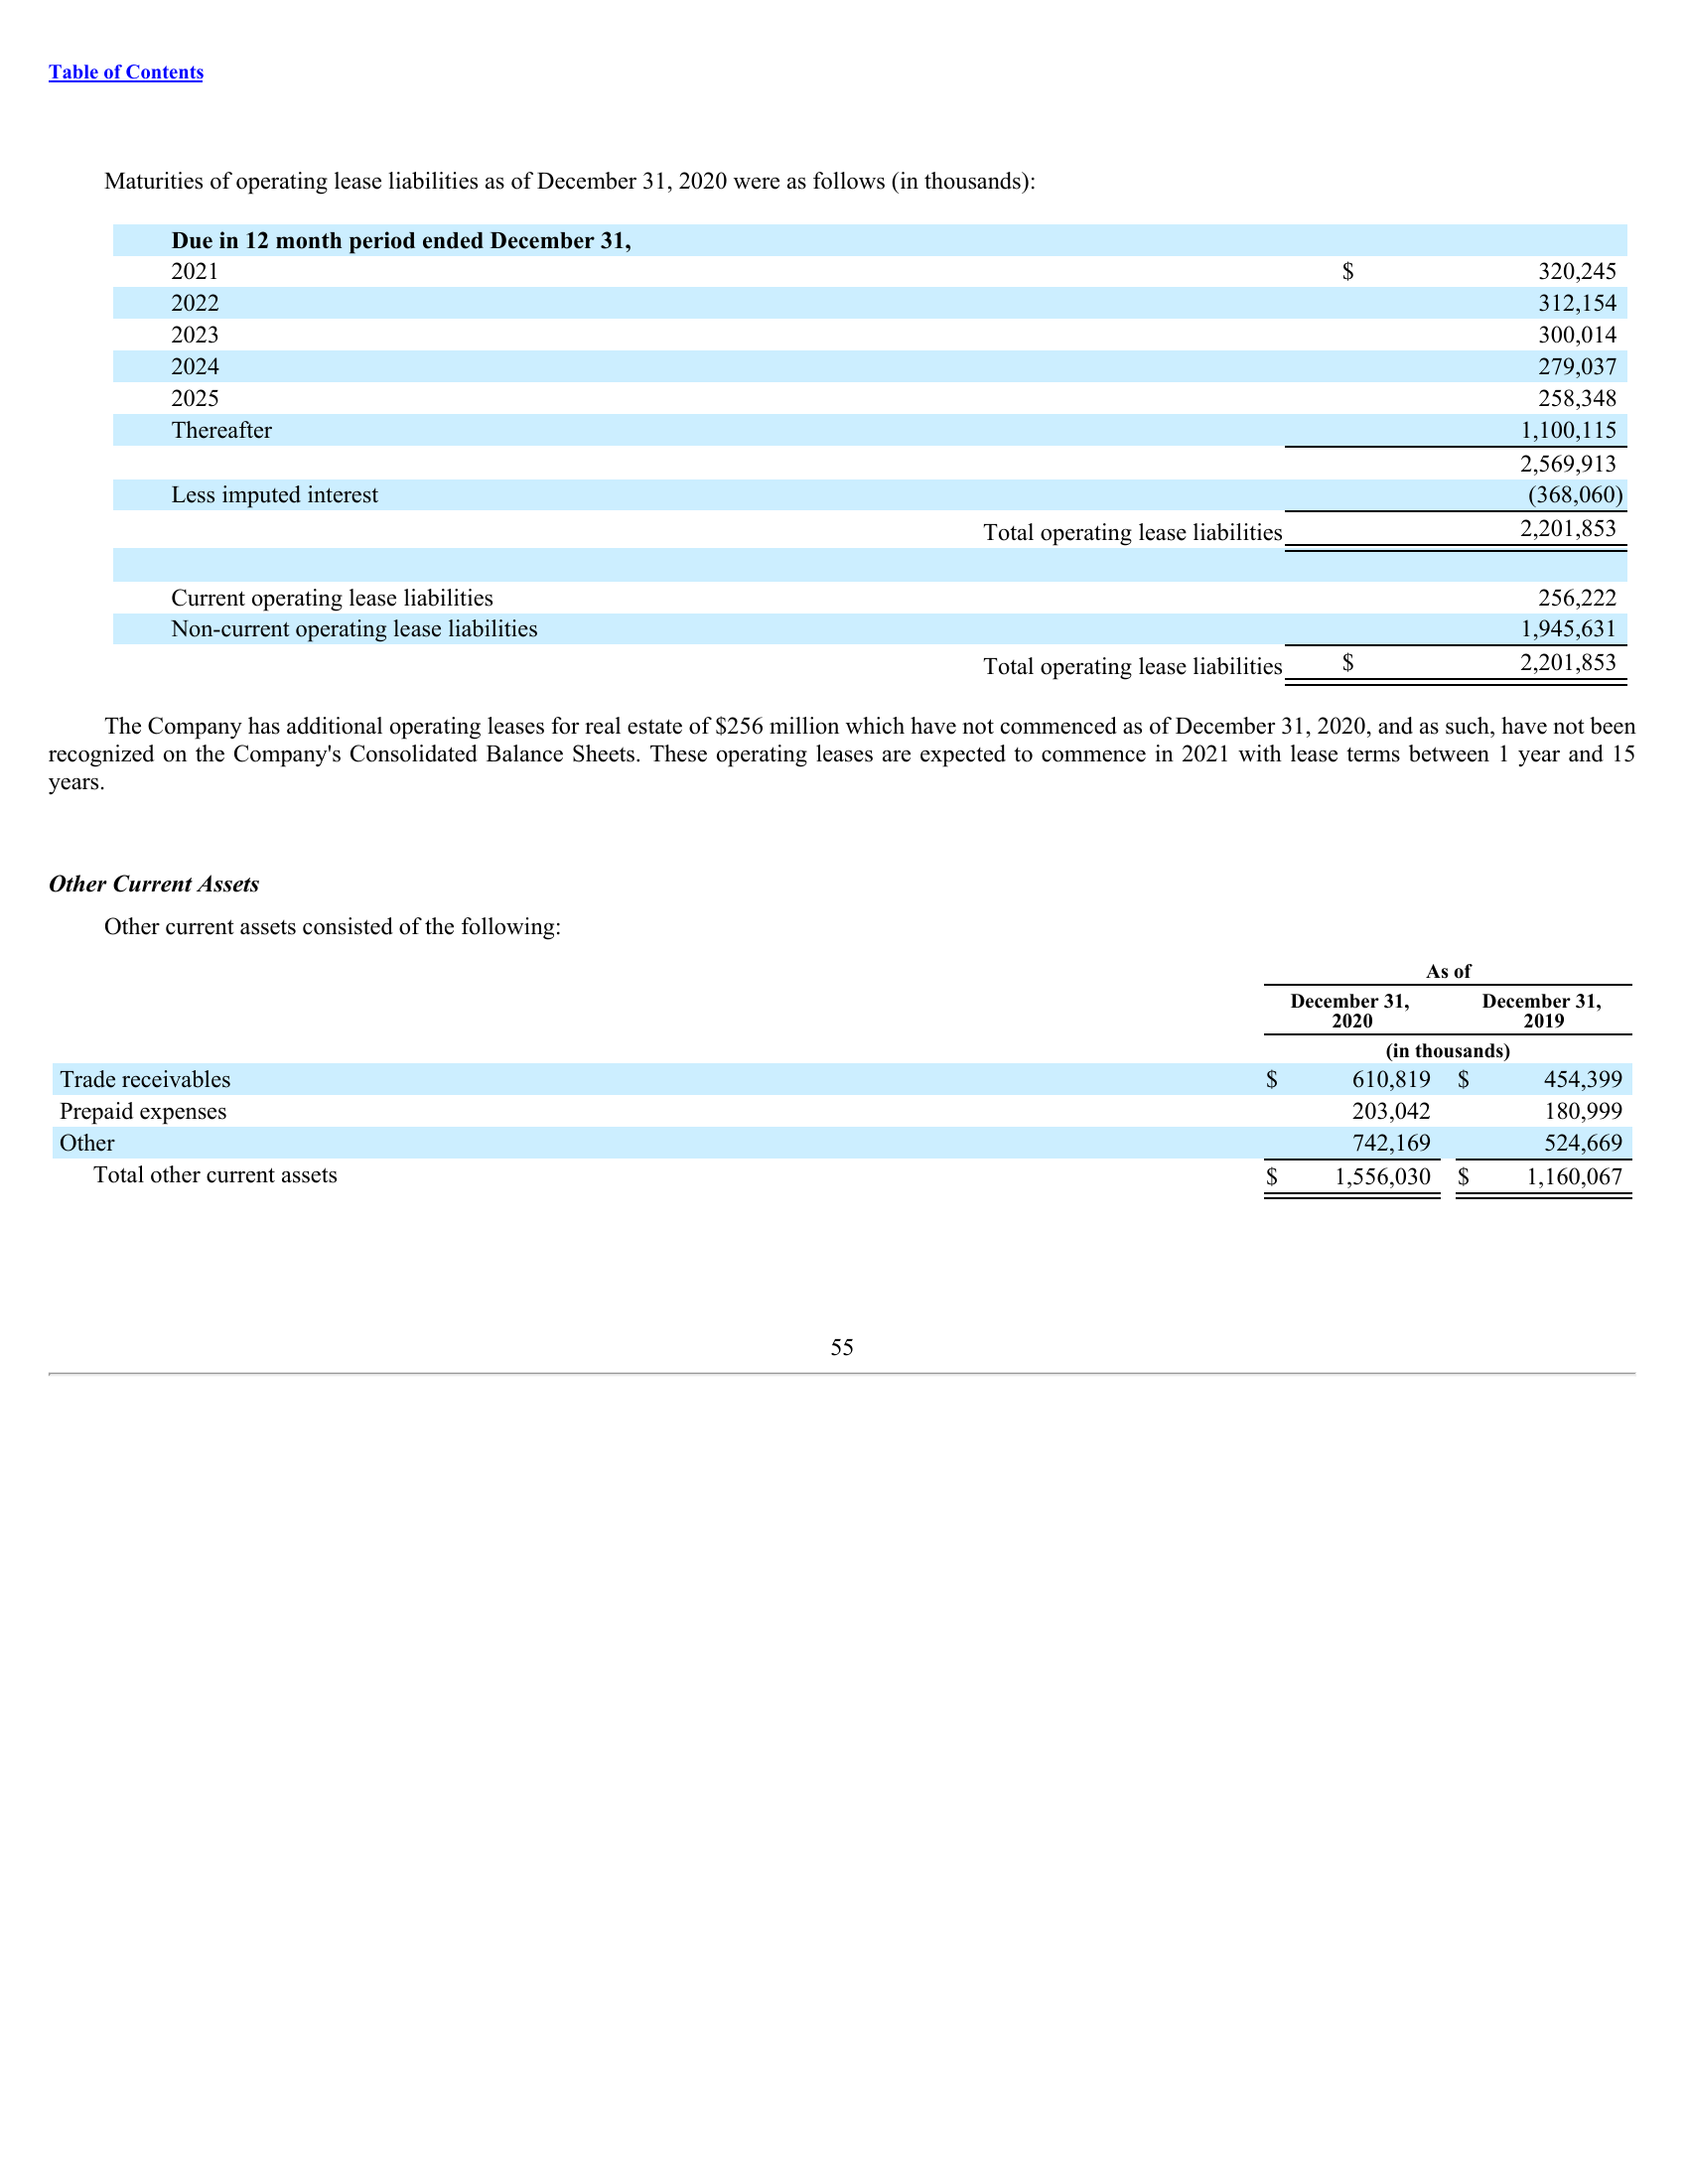 Table of Contents
Maturities of operating lease liabilities as of December 31, 2020 were as follows (in thousands):
Due in 12 month period ended December 31,
2021 $ 320,245
2022 312,154
2023 300,014
2024 279,037
2025 258,348
Thereafter 1,100,115
2,569,913
Less imputed interest (368,060)
Total operating lease liabilities 2,201,853
Current operating lease liabilities 256,222
Non-current operating lease liabilities 1,945,631
Total operating lease liabilities $ 2,201,853
The Company has additional operating leases for real estate of $256 million which have not commenced as of December 31, 2020, and as such, have not been
recognized on the Company's Consolidated Balance Sheets. These operating leases are expected to commence in 2021 with lease terms between 1 year and 15
years.
Other Current Assets
Other current assets consisted of the following:
As of
December 31, December 31,
2020 2019
(in thousands)
Trade receivables $ 610,819 $ 454,399
Prepaid expenses 203,042 180,999
Other 742,169 524,669
Total other current assets $ 1,556,030 $ 1,160,067
55